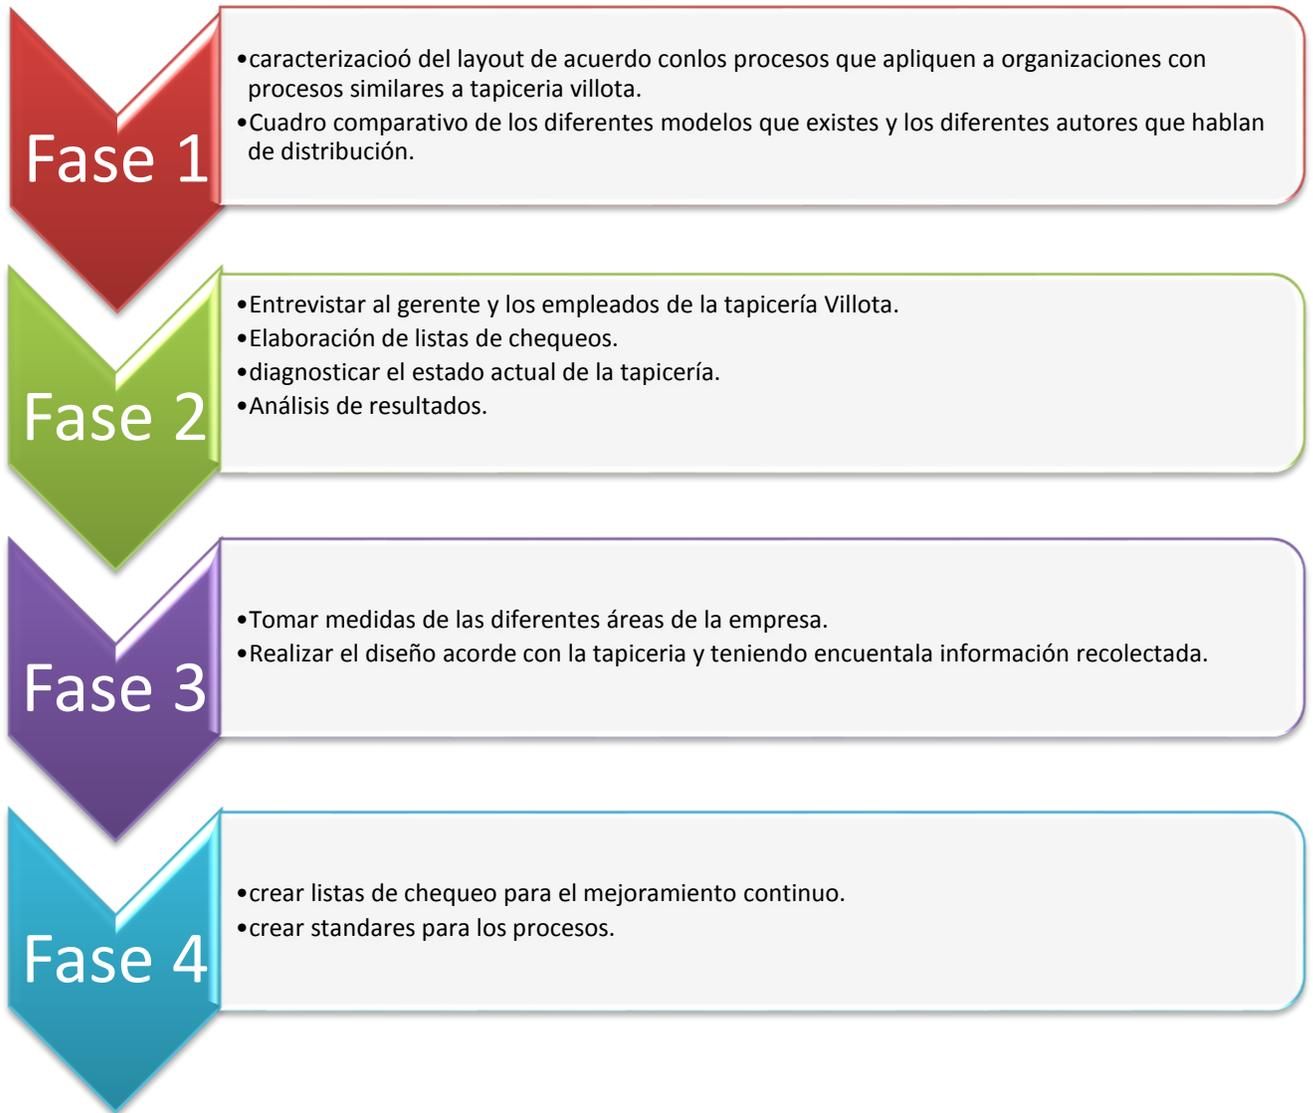 Fase 1
•caracterizacioó del layout de acuerdo conlos procesos que apliquen a organizaciones con
procesos similares a tapiceria villota.
•Cuadro comparativo de los diferentes modelos que existes y los diferentes autores que hablan
de distribución.
Fase 2
•Entrevistar al gerente y los empleados de la tapicería Villota.
•Elaboración de listas de chequeos.
•diagnosticar el estado actual de la tapicería.
•Análisis de resultados.
Fase 3
•Tomar medidas de las diferentes áreas de la empresa.
•Realizar el diseño acorde con la tapiceria y teniendo encuentala información recolectada.
Fase 4
•crear listas de chequeo para el mejoramiento continuo.
•crear standares para los procesos.